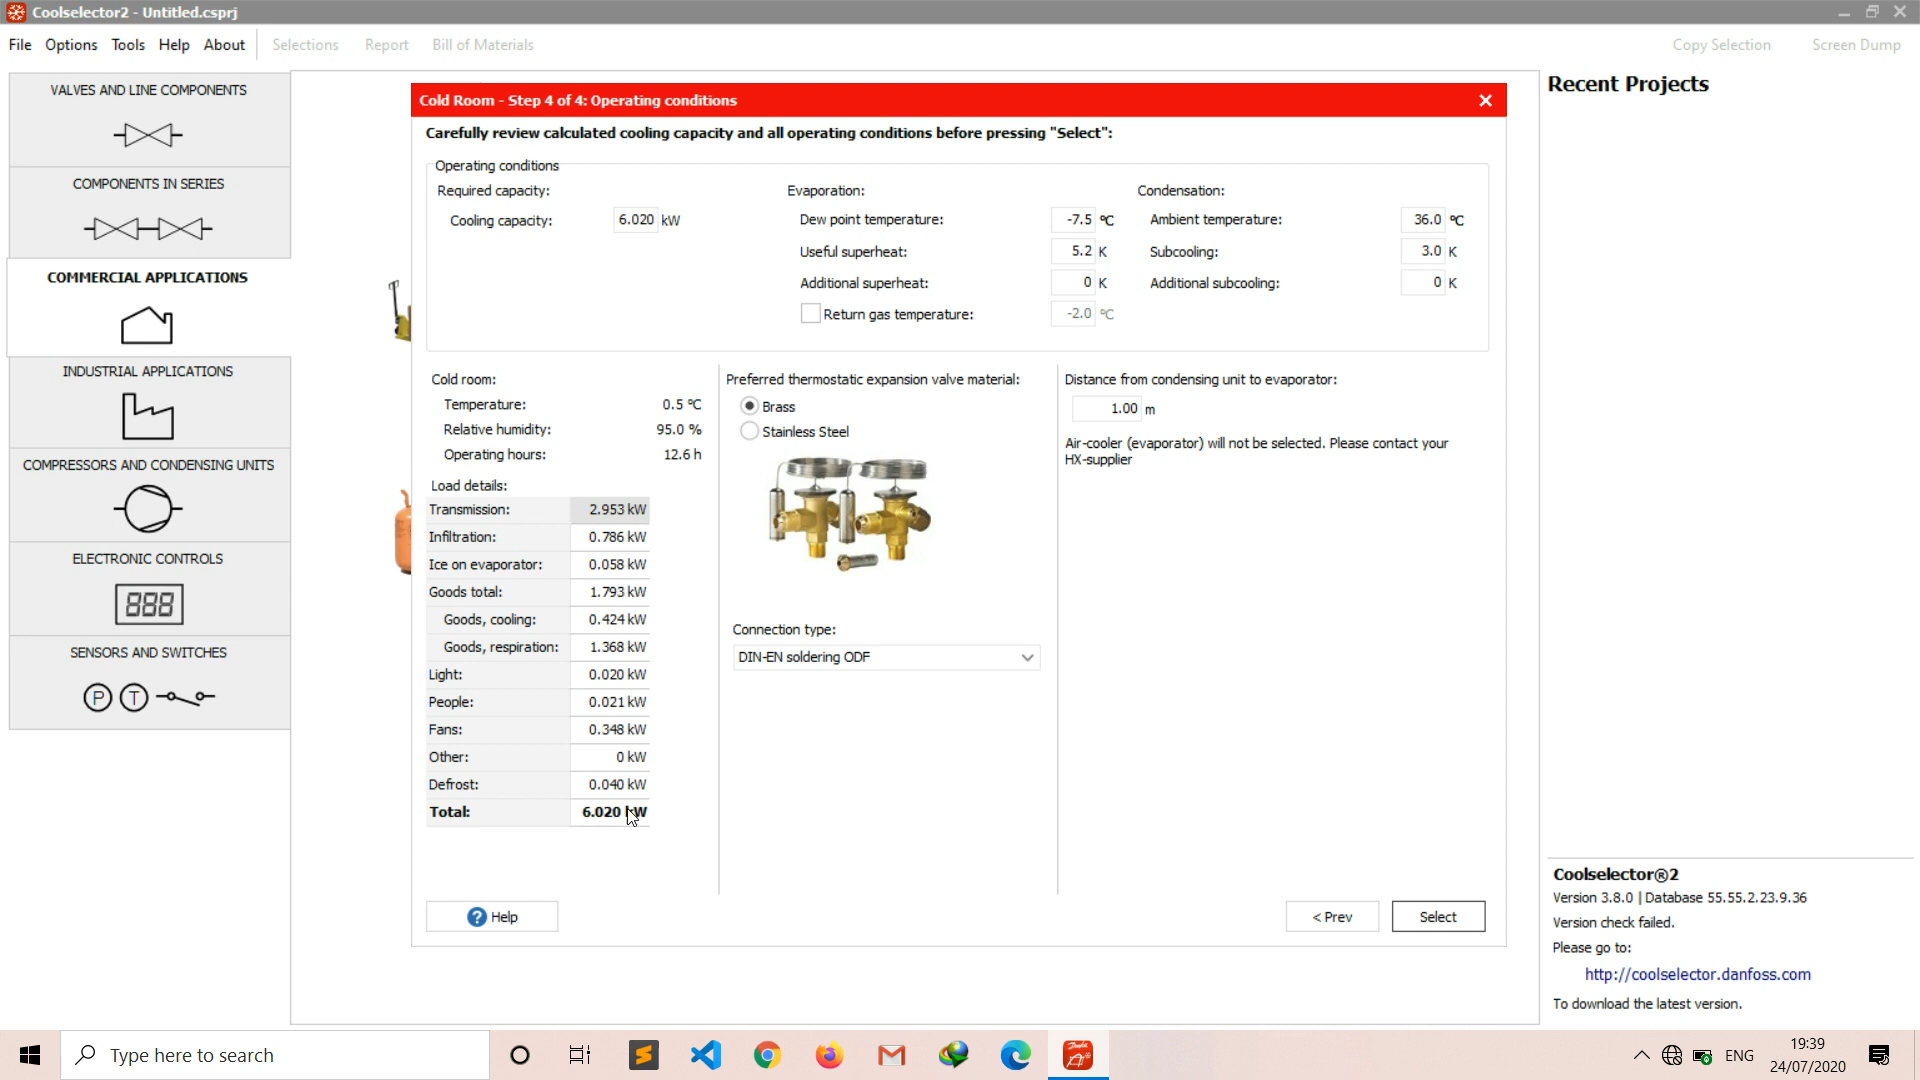 Coolselector2 - Untitled.csprj
File Options Tools Help About Selections Report Bill of Materials Copy Selection Screen Dump
VALVES AND LINE COMPONENTS
COMPONENTS IN SERIES
COMMERCIAL APPLICATIONS
INDUSTRIAL APPLICATIONS
COMPRESSORS AND CONDENSING UNITS
ELECTRONIC CONTROLS
888
SENSORS AND SWITCHES
P T
Cold Room - Step 4 of 4: Operating conditions
Carefully review calculated cooling capacity and all operating conditions before pressing "Select":
Operating conditions
Required capacity:
Cooling capacity: 6.020 kW
Evaporation:
Dew point temperature: -7.5 °C
Useful superheat: 5.2 K
Additional superheat: 0 K
Return gas temperature: -2.0 °C
Condensation:
Ambient temperature: 36.0 °C
Subcooling: 3.0 K
Additional subcooling: 0 K
Cold room:
Temperature: 0.5 °C
Relative humidity: 95.0 %
Operating hours: 12.6 h
Load details:
Transmission: 2.953 kW
Infiltration: 0.786 kW
Ice on evaporator: 0.058 kW
Goods total: 1.793 kW
Goods, cooling: 0.424 kW
Goods, respiration: 1.368 kW
Light: 0.020 kW
People: 0.021 kW
Fans: 0.348 kW
Other: 0 kW
Defrost: 0.040 kW
Total: 6.020 kW
Preferred thermostatic expansion valve material:
Brass
Stainless Steel
Connection type:
DIN-EN soldering ODF
Distance from condensing unit to evaporator:
1.00 m
Air-cooler (evaporator) will not be selected. Please contact your
HX-supplier
? Help
< Prev
Select
Recent Projects
Coolselector®2
Version 3.8.0 | Database 55.55.2.23.9.36
Version check failed.
Please go to:
http://coolselector.danfoss.com
To download the latest version.
Type here to search
ENG
19:39
24/07/2020